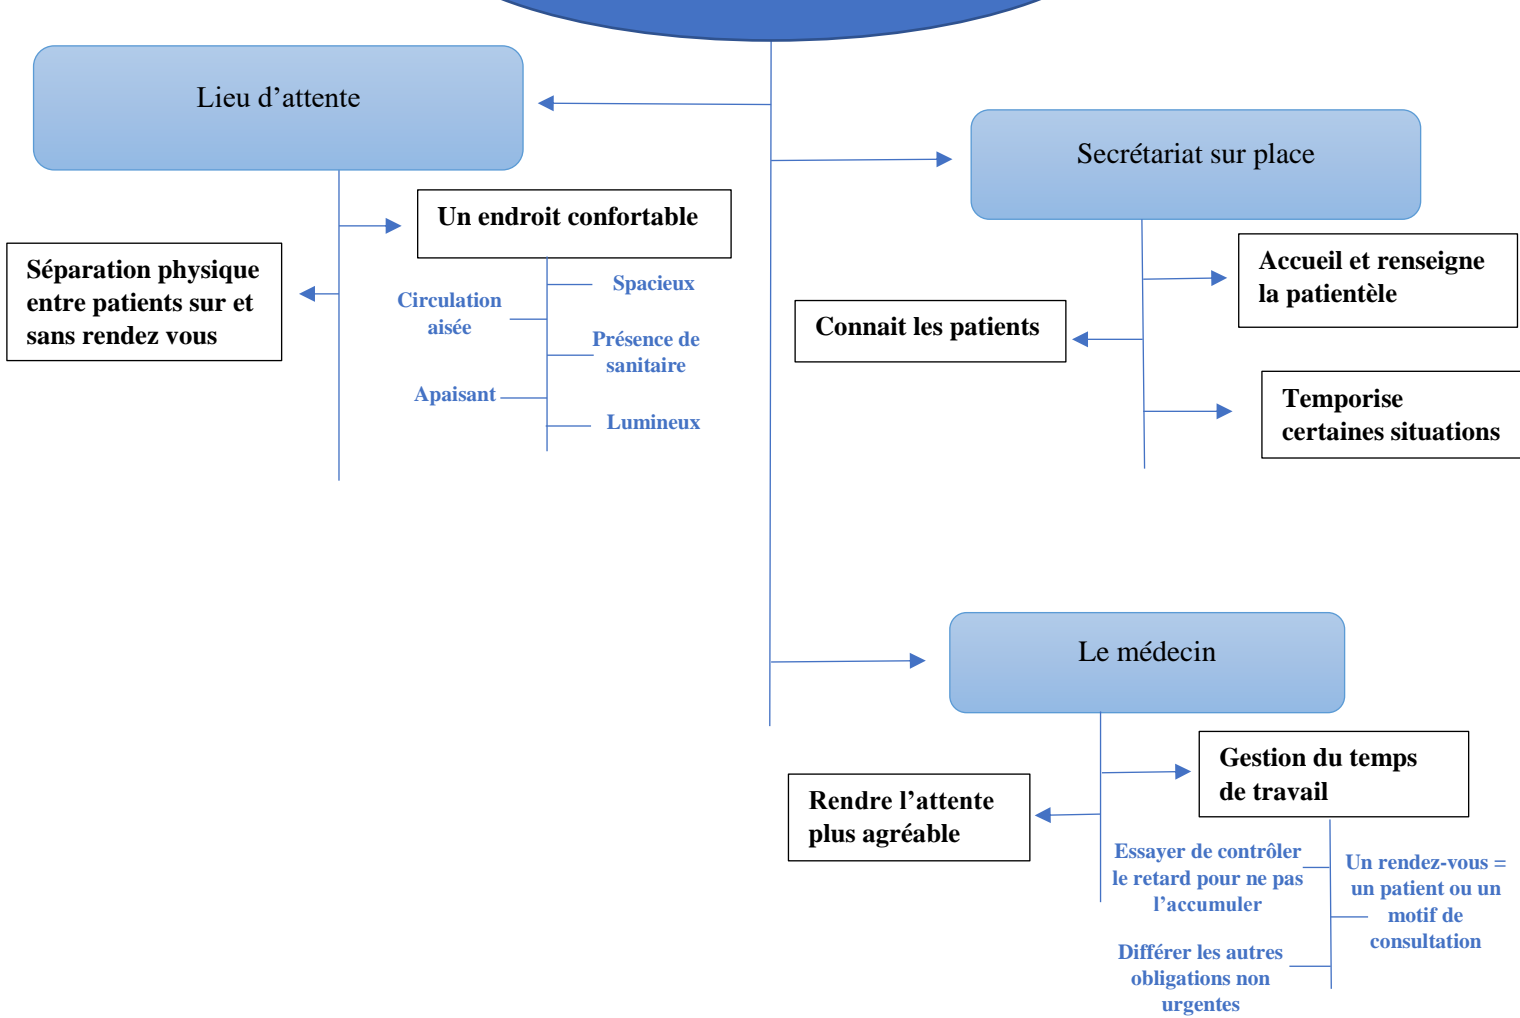 Lieu d’attente
Un endroit confortable
Séparation physique
entre patients sur et
sans rendez vous
Spacieux
Circulation
aisée
Présence de
sanitaire
Apaisant
Lumineux
Secrétariat sur place
Accueil et renseigne
la patientèle
Connait les patients
Temporise
certaines situations
Le médecin
Gestion du temps
de travail
Rendre l’attente
plus agréable
Essayer de contrôler
le retard pour ne pas
l’accumuler
Un rendez-vous =
un patient ou un
motif de
consultation
Différer les autres
obligations non
urgentes